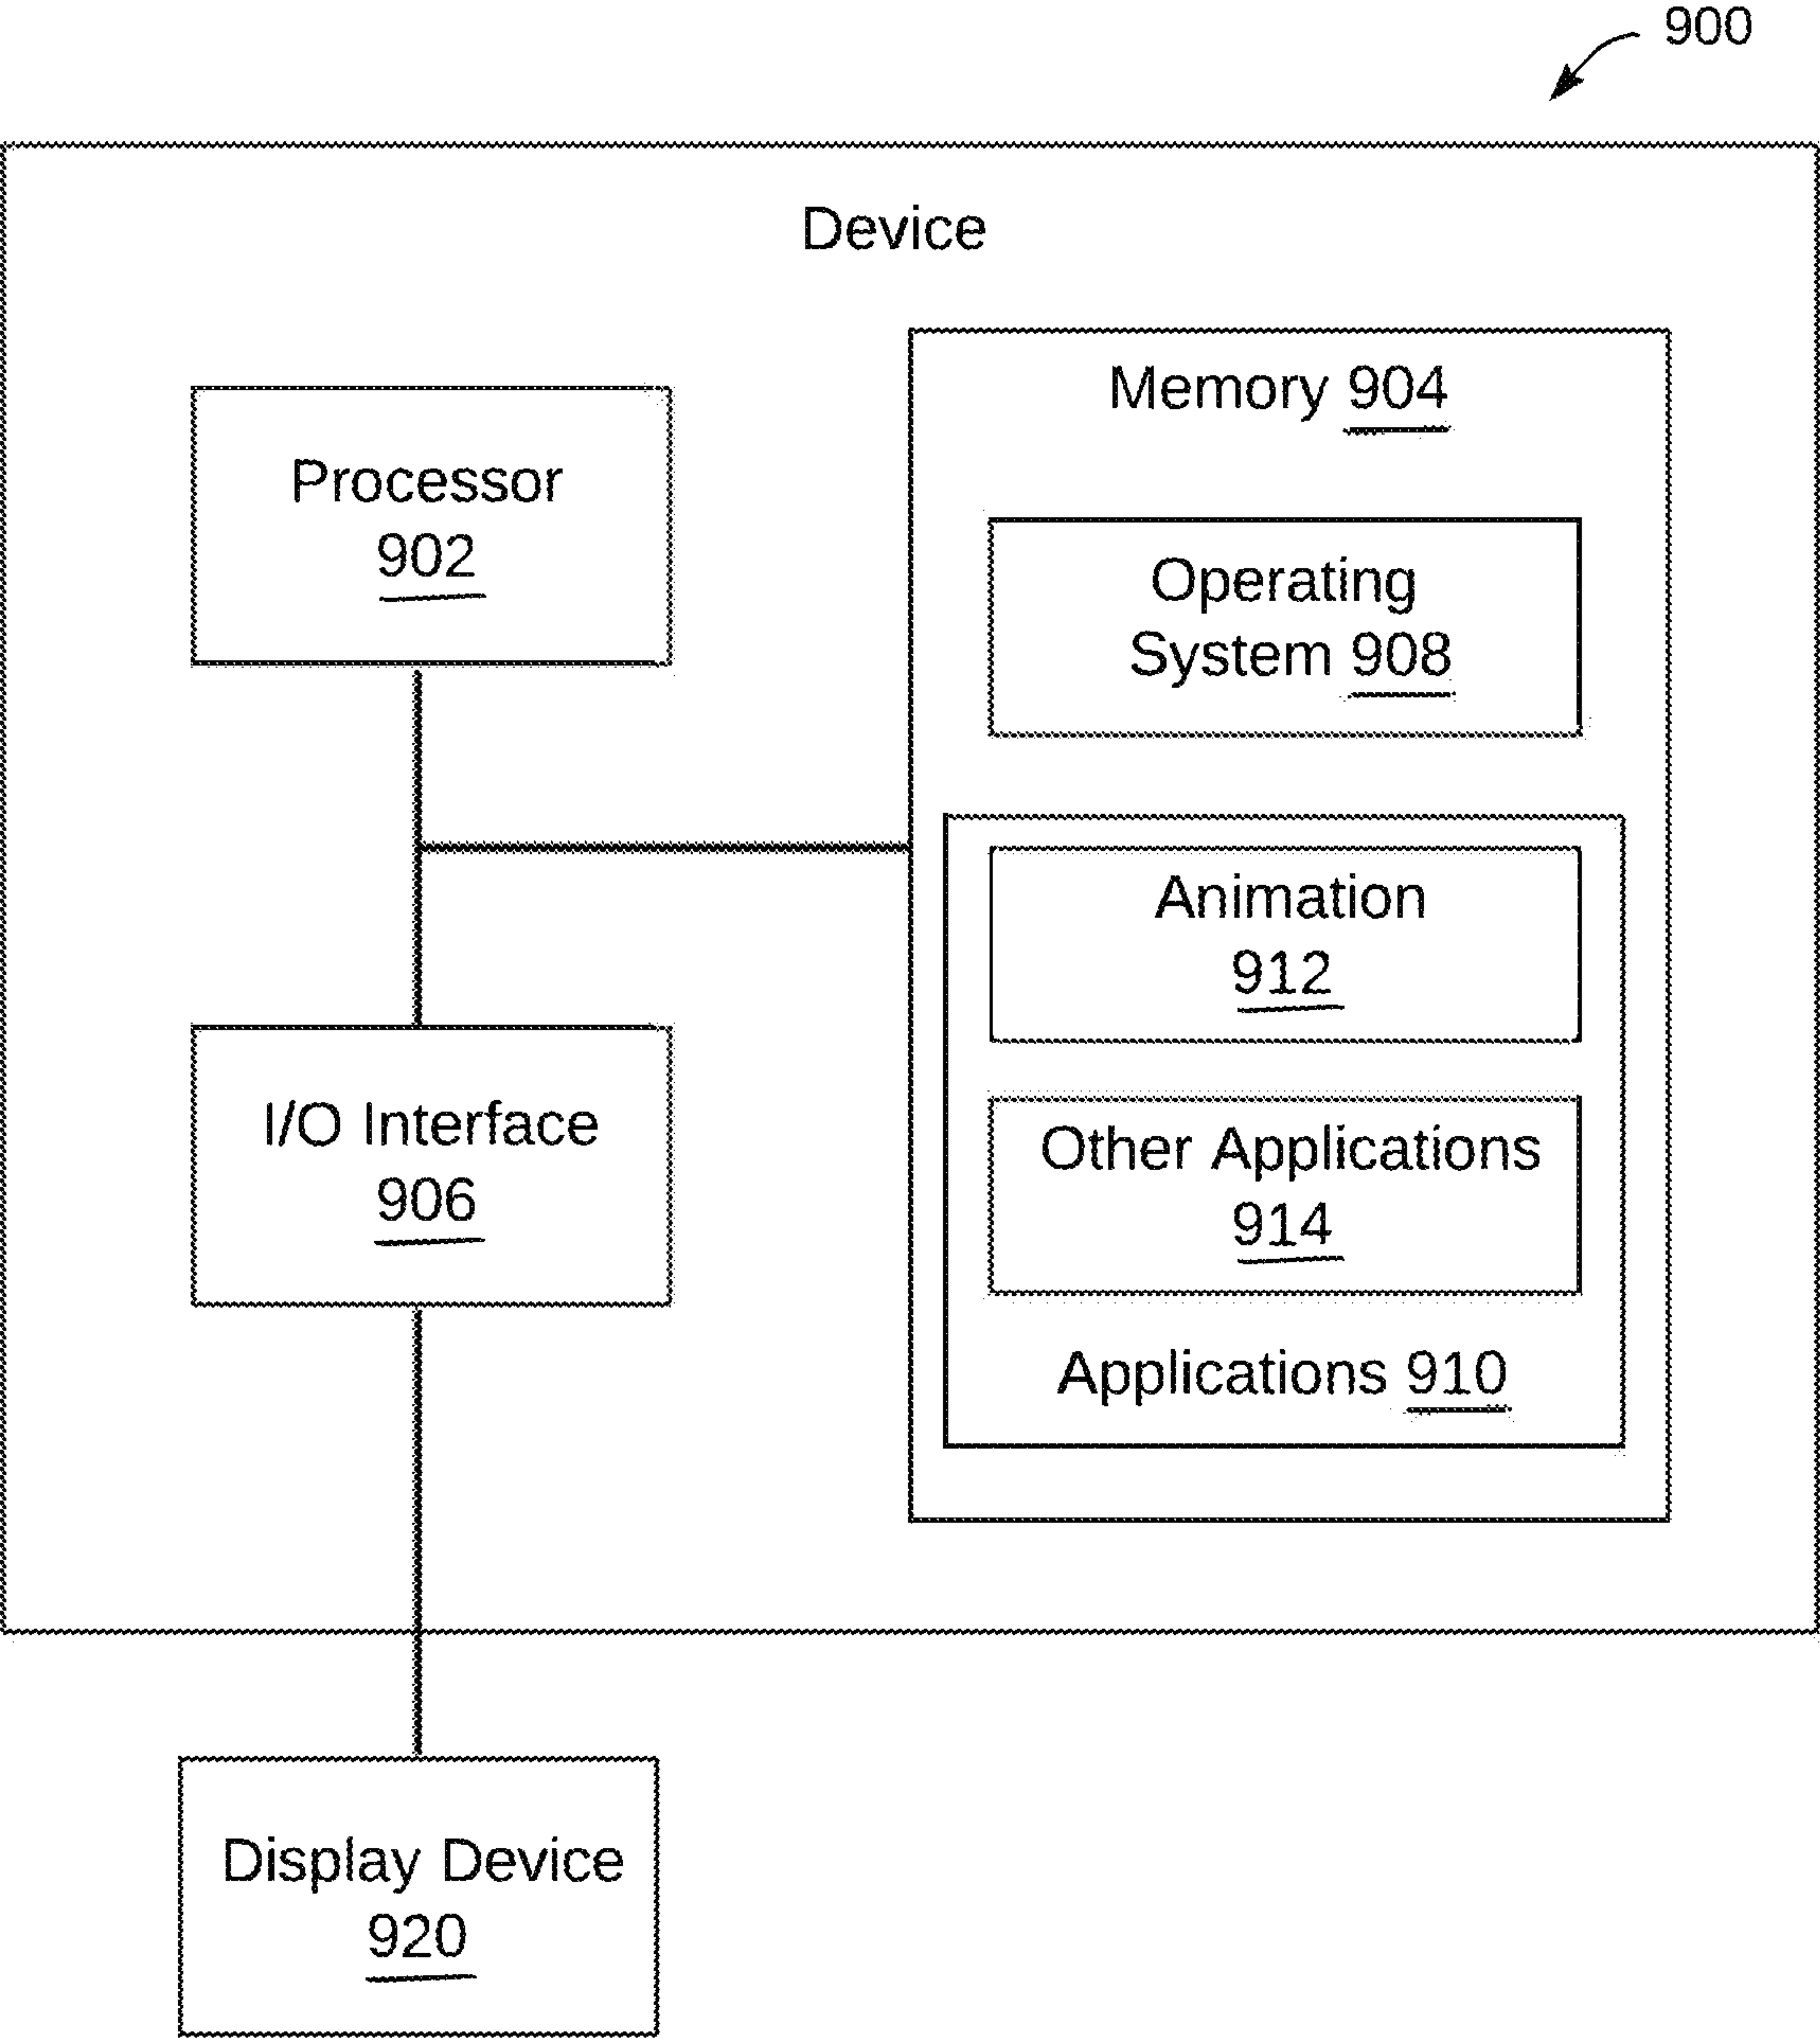 900
Device
Processor
902
Memory 904
Operating
System 908
Animation
912
Other Applications
914
Applications 910
I/O Interface
906
Display Device
920